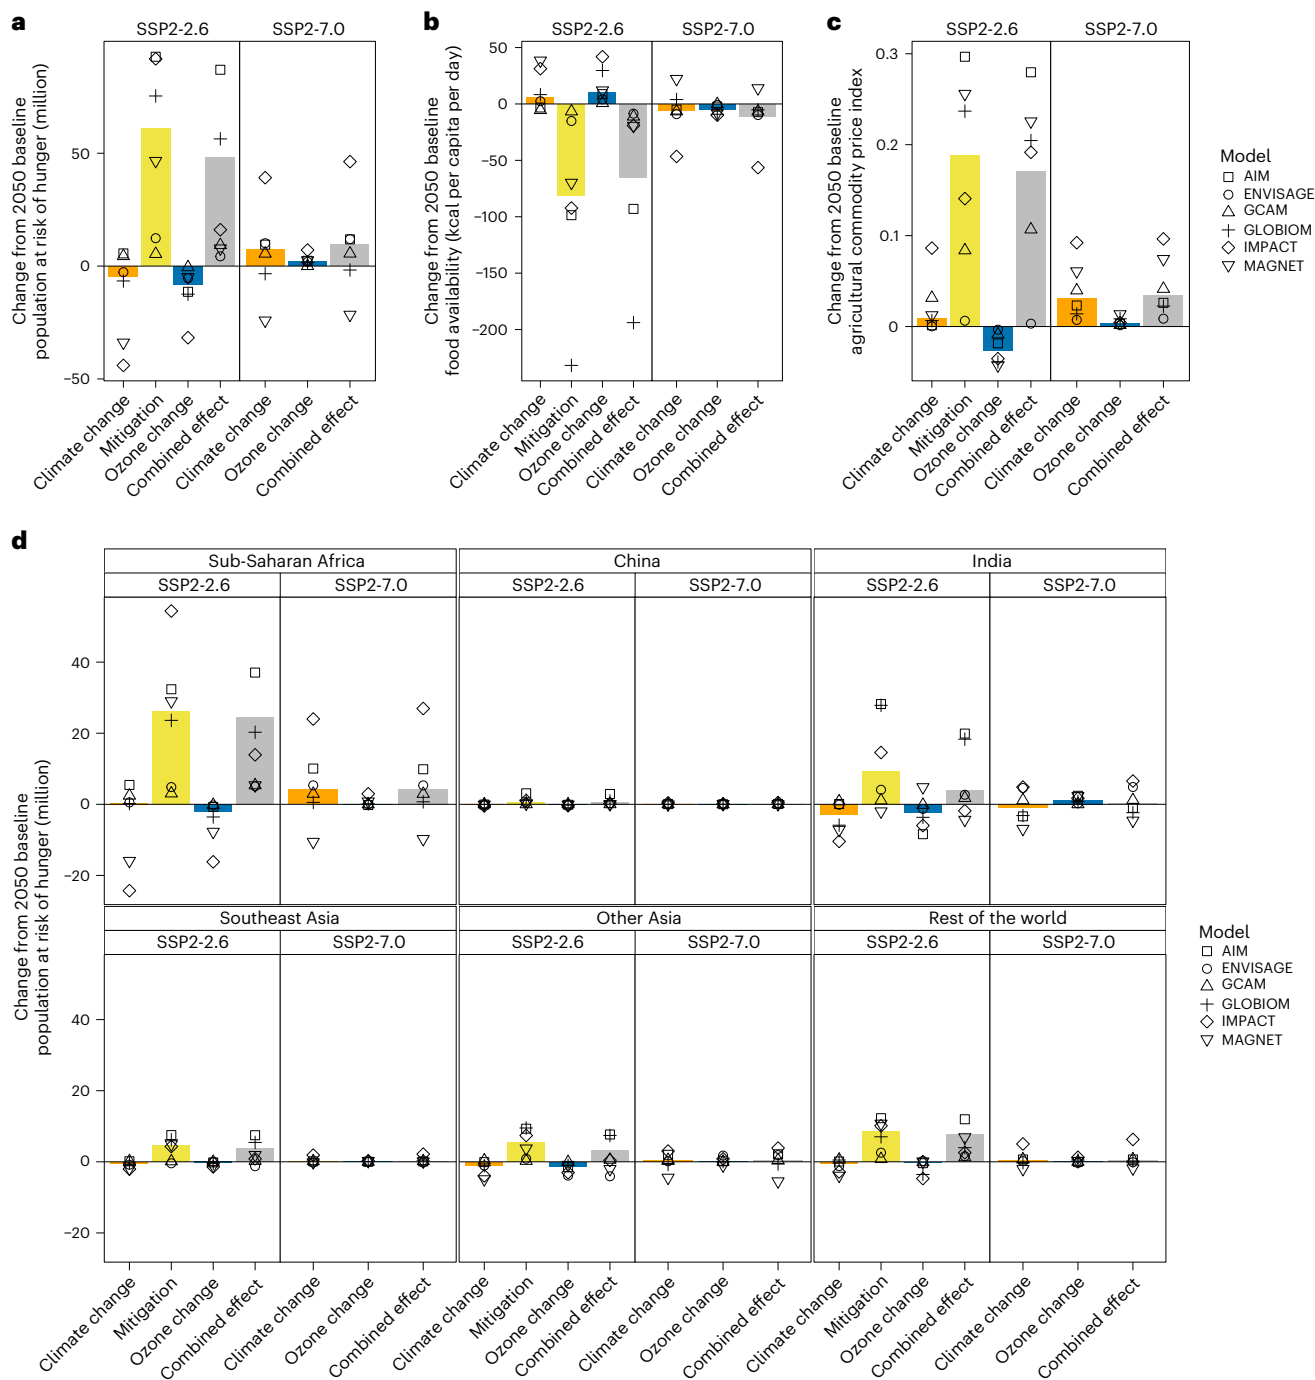 a
SSP2-2.6
SSP2-7.0
Change from 2050 baseline
population at risk of hunger (million)
50
0
−50
Climate change
Mitigation
Ozone change
Combined effect
Climate change
Ozone change
Combined effect
b
SSP2-2.6
SSP2-7.0
Change from 2050 baseline
food availability (kcal per capita per day)
50
0
−50
−100
−150
−200
Climate change
Mitigation
Ozone change
Combined effect
Climate change
Ozone change
Combined effect
c
SSP2-2.6
SSP2-7.0
Change from 2050 baseline
agricultural commodity price index
0.3
0.2
0.1
0
Climate change
Mitigation
Ozone change
Combined effect
Climate change
Ozone change
Combined effect
Model
AIM
ENVISAGE
GCAM
GLOBIOM
IMPACT
MAGNET
d
Sub-Saharan Africa
China
India
SSP2-2.6
SSP2-7.0
SSP2-2.6
SSP2-7.0
SSP2-2.6
SSP2-7.0
Change from 2050 baseline
population at risk of hunger (million)
40
20
0
−20
Southeast Asia
Other Asia
Rest of the world
SSP2-2.6
SSP2-7.0
SSP2-2.6
SSP2-7.0
SSP2-2.6
SSP2-7.0
40
20
0
−20
Climate change
Mitigation
Ozone change
Combined effect
Climate change
Ozone change
Combined effect
Climate change
Mitigation
Ozone change
Combined effect
Climate change
Ozone change
Combined effect
Climate change
Mitigation
Ozone change
Combined effect
Climate change
Ozone change
Combined effect
Model
AIM
ENVISAGE
GCAM
GLOBIOM
IMPACT
MAGNET